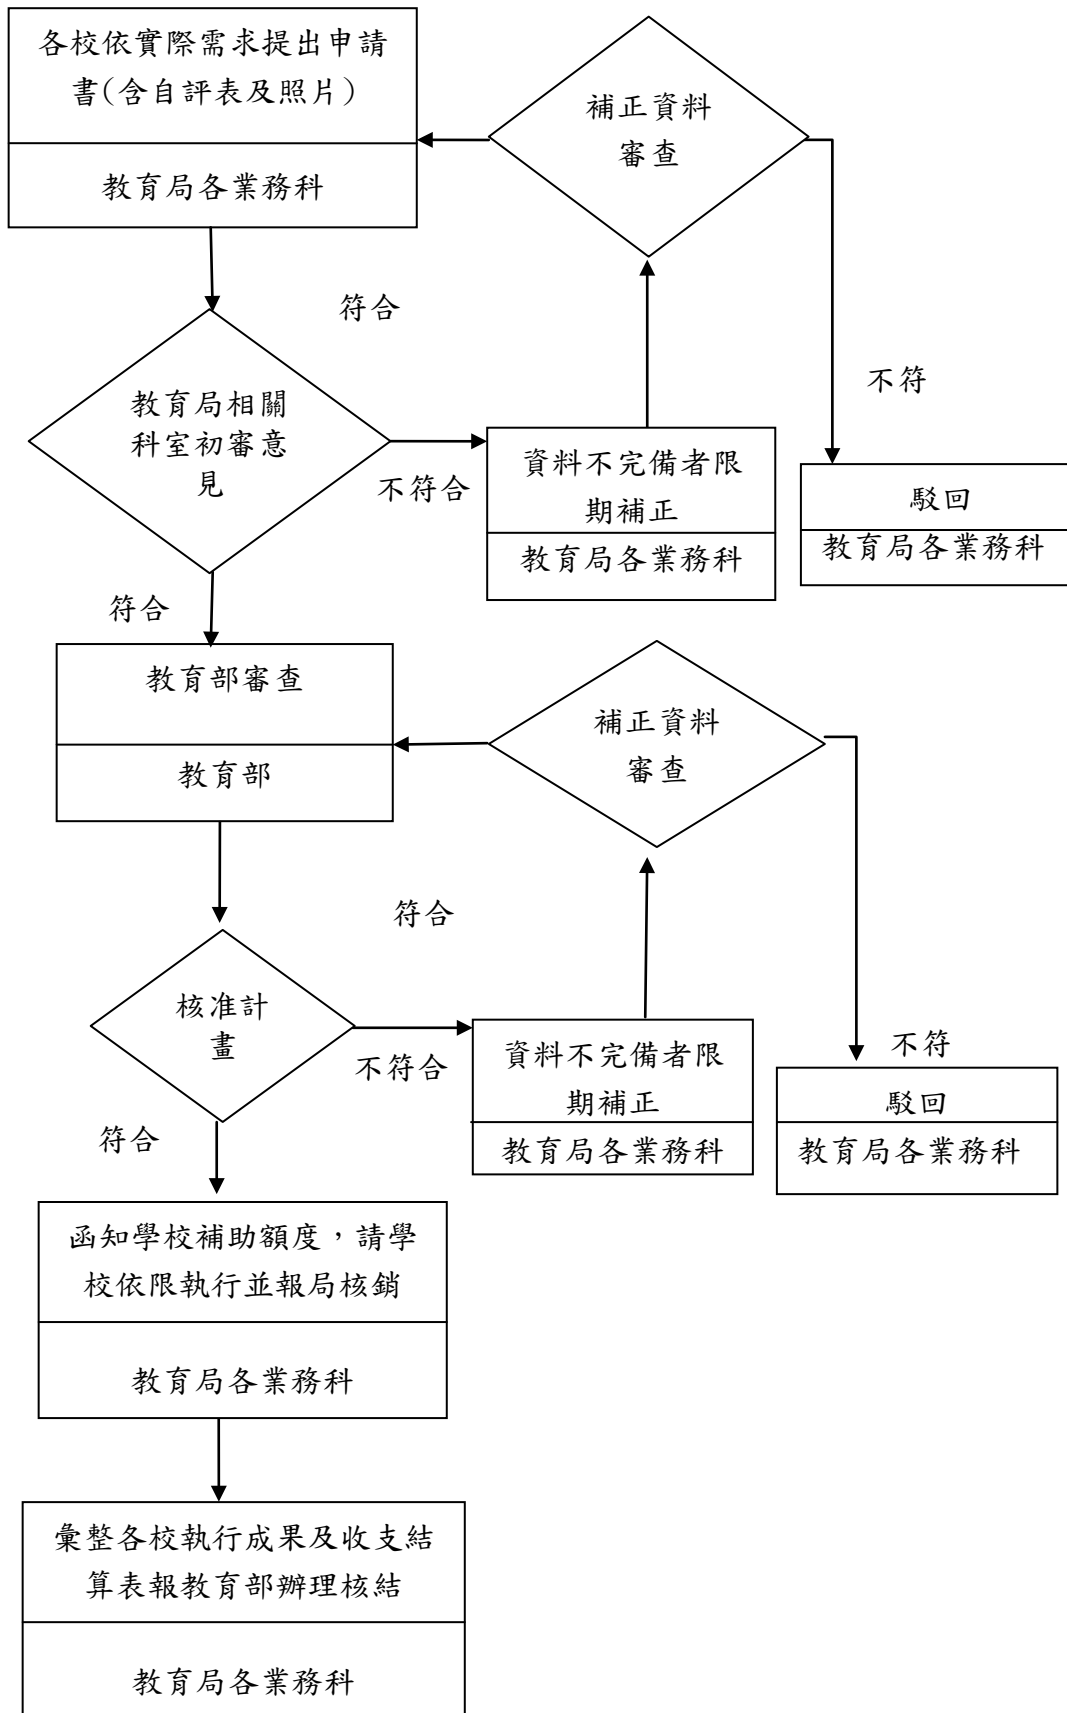 各校依實際需求提出申請
書(含自評表及照片)
教育局各業務科
補正資料
審查
符合
不符
教育局相關
科室初審意
見
不符合
資料不完備者限
期補正
教育局各業務科
駁回
教育局各業務科
符合
教育部審查
教育部
補正資料
審查
符合
核准計
畫
不符合
資料不完備者限
期補正
教育局各業務科
不符
駁回
教育局各業務科
符合
函知學校補助額度，請學
校依限執行並報局核銷
教育局各業務科
彙整各校執行成果及收支結
算表報教育部辦理核結
教育局各業務科